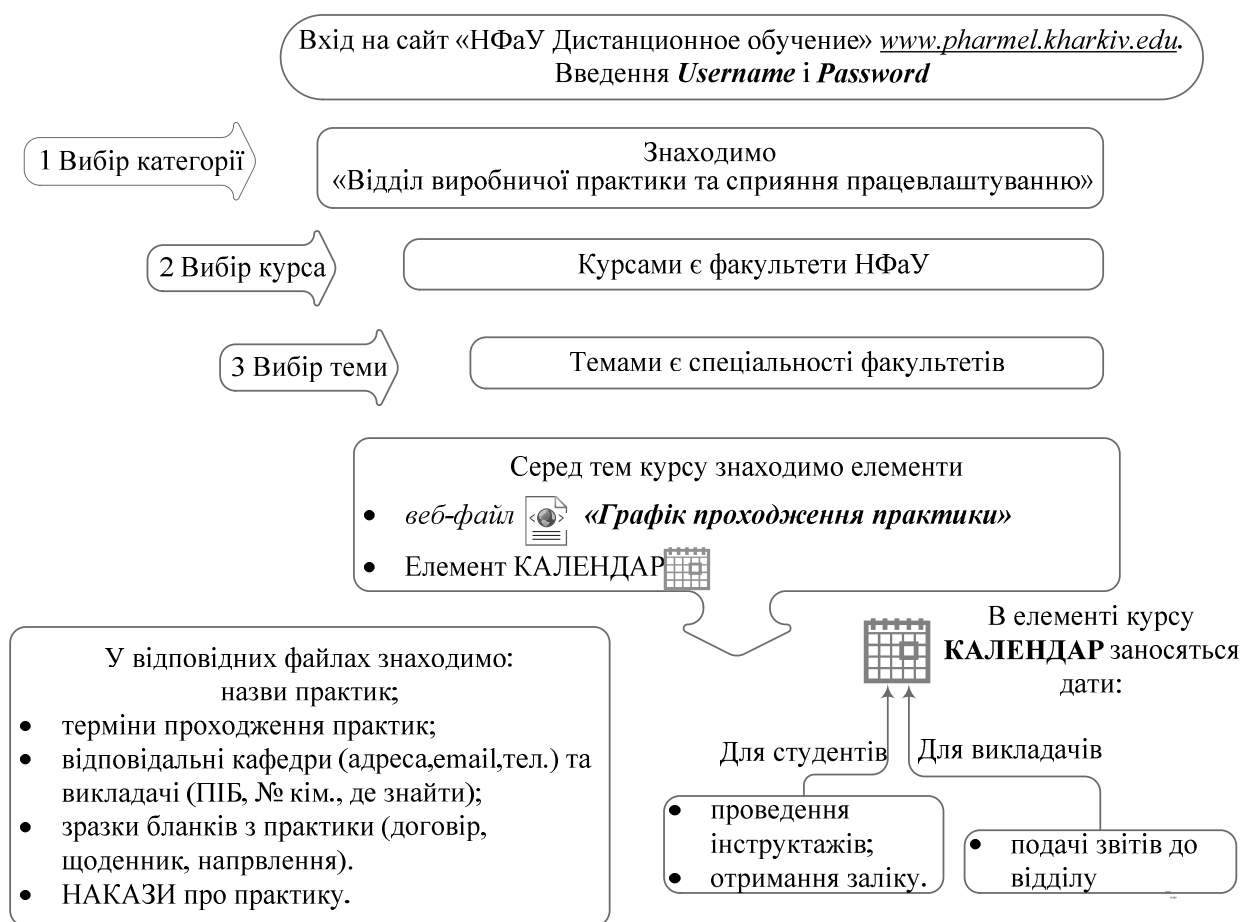 Вхід на сайт «НФаУ Дистанционное обучение» www.pharmel.kharkiv.edu.
Введення Username і Password
1 Вибір категорії
Знаходимо
«Відділ виробничої практики та сприяння працевлаштуванню»
2 Вибір курса
Курсами є факультети НФаУ
3 Вибір теми
Темами є спеціальності факультетів
Серед тем курсу знаходимо елементи
• веб-файл «Графік проходження практики»
• Елемент КАЛЕНДАР
У відповідних файлах знаходимо:
назви практик;
• терміни проходження практик;
• відповідальні кафедри (адреса,email,тел.) та
викладачі (ПІБ, № кім., де знайти);
• зразки бланків з практики (договір,
щоденник, напрвлення).
• НАКАЗИ про практику.
В елементі курсу
КАЛЕНДАР заносяться
дати:
Для студентів
Для викладачів
• проведення
інструктажів;
• отримання заліку.
• подачі звітів до
відділу